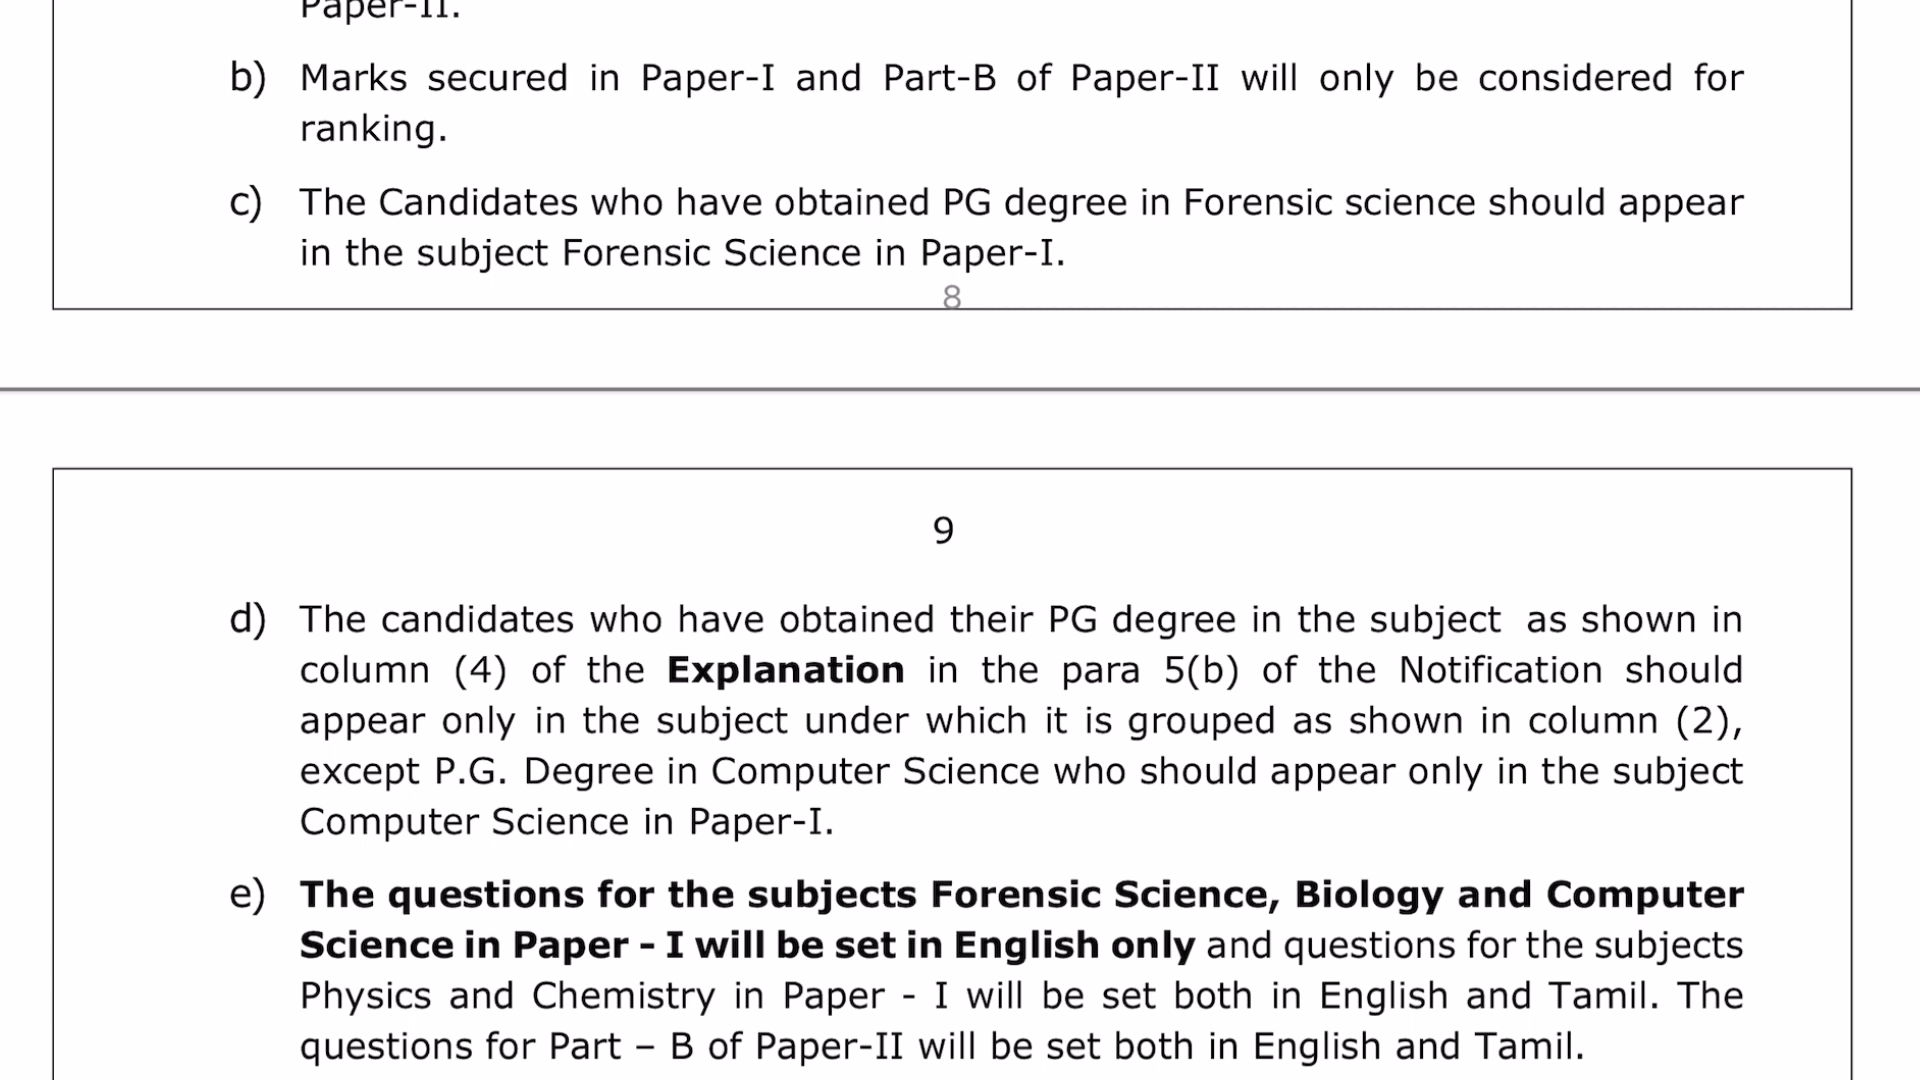 Paper-II.
b) Marks secured in Paper-I and Part-B of Paper-II will only be considered for
ranking.
c) The Candidates who have obtained PG degree in Forensic science should appear
in the subject Forensic Science in Paper-I.
8
9
d) The candidates who have obtained their PG degree in the subject as shown in
column (4) of the Explanation in the para 5(b) of the Notification should
appear only in the subject under which it is grouped as shown in column (2),
except P.G. Degree in Computer Science who should appear only in the subject
Computer Science in Paper-I.
e) The questions for the subjects Forensic Science, Biology and Computer
Science in Paper - I will be set in English only and questions for the subjects
Physics and Chemistry in Paper - I will be set both in English and Tamil. The
questions for Part – B of Paper-II will be set both in English and Tamil.